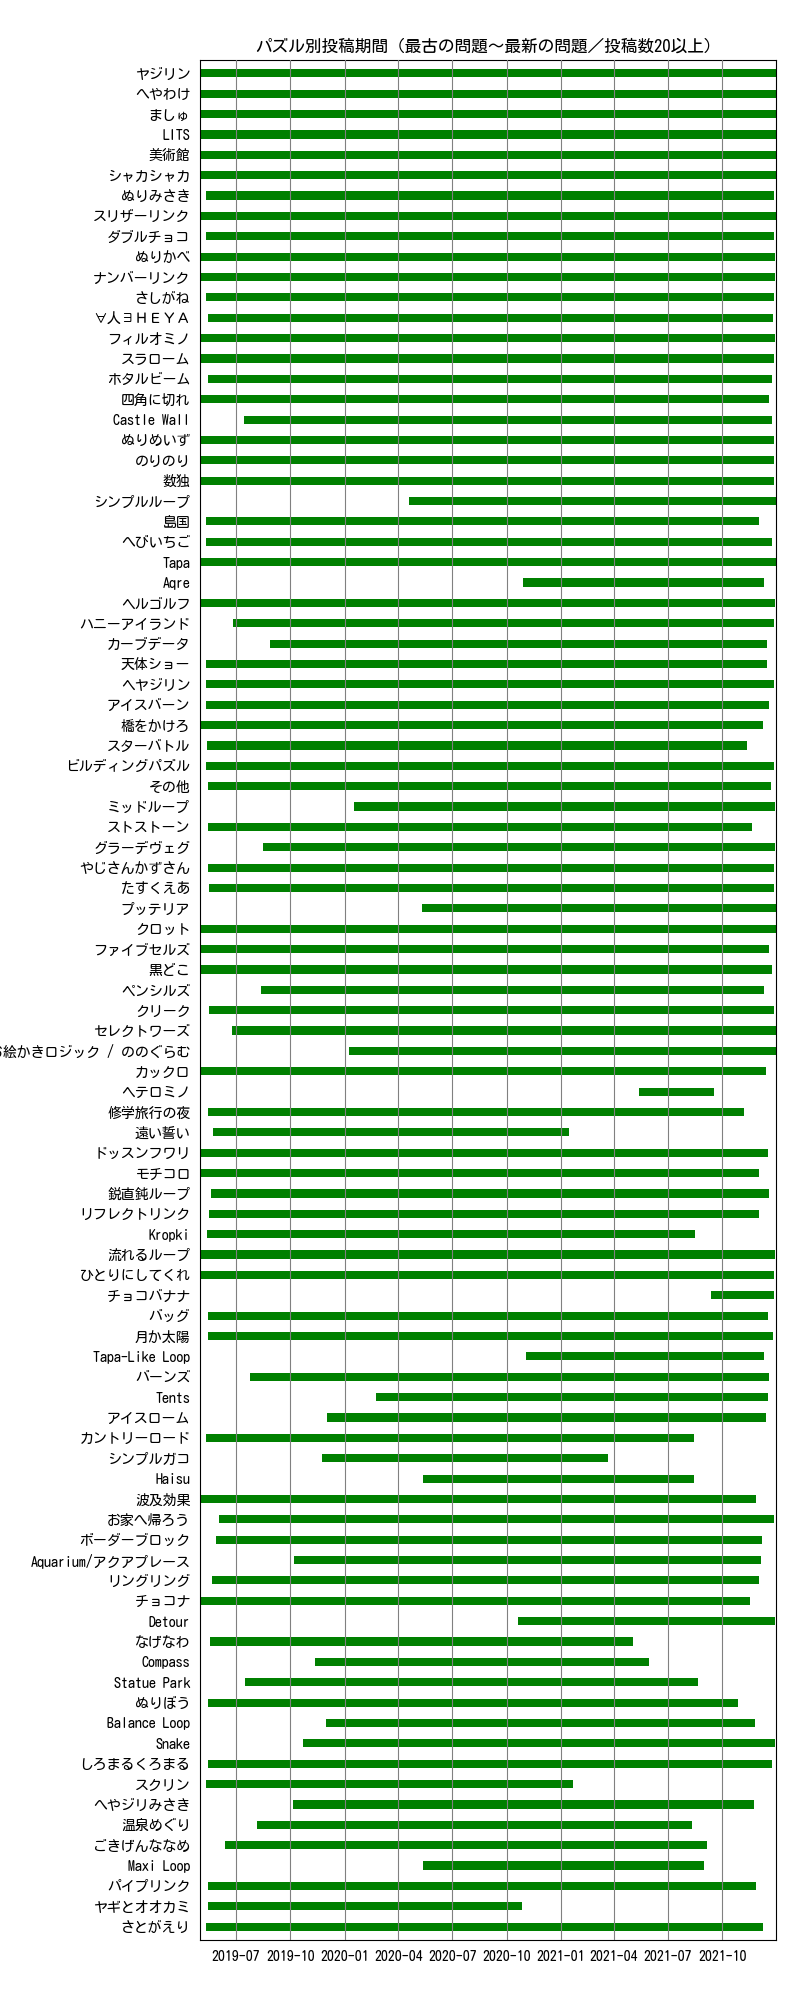 パズル別投稿期間（最古の問題～最新の問題／投稿数20以上）
ヤジリン
へやわけ
ましゅ
LITS
美術館
シャカシャカ
ぬりみさき
スリザーリンク
ダブルチョコ
ぬりかべ
ナンバーリンク
さしがね
∀人∃ＨＥＹＡ
フィルオミノ
スラローム
ホタルビーム
四角に切れ
Castle Wall
ぬりめいず
のりのり
数独
シンプルループ
島国
へびいちご
Tapa
Aqre
ヘルゴルフ
ハニーアイランド
カーブデータ
天体ショー
ヘヤジリン
アイスバーン
橋をかけろ
スターバトル
ビルディングパズル
その他
ミッドループ
ストストーン
グラーデヴェグ
やじさんかずさん
たすくえあ
プッテリア
クロット
ファイブセルズ
黒どこ
ペンシルズ
クリーク
セレクトワーズ
絵かきロジック / ののぐらむ
カックロ
ヘテロミノ
修学旅行の夜
遠い誓い
ドッスンフワリ
モチコロ
鋭直鈍ループ
リフレクトリンク
Kropki
流れるループ
ひとりにしてくれ
チョコバナナ
バッグ
月か太陽
Tapa-Like Loop
バーンズ
Tents
アイスローム
カントリーロード
シンプルガコ
Haisu
波及効果
お家へ帰ろう
ボーダーブロック
Aquarium/アクアプレース
リングリング
チョコナ
Detour
なげなわ
Compass
Statue Park
ぬりぼう
Balance Loop
Snake
しろまるくろまる
スクリン
へやジリみさき
温泉めぐり
ごきげんななめ
Maxi Loop
パイプリンク
ヤギとオオカミ
さとがえり
2019-07 2019-10 2020-01 2020-04 2020-07 2020-10 2021-01 2021-04 2021-07 2021-10